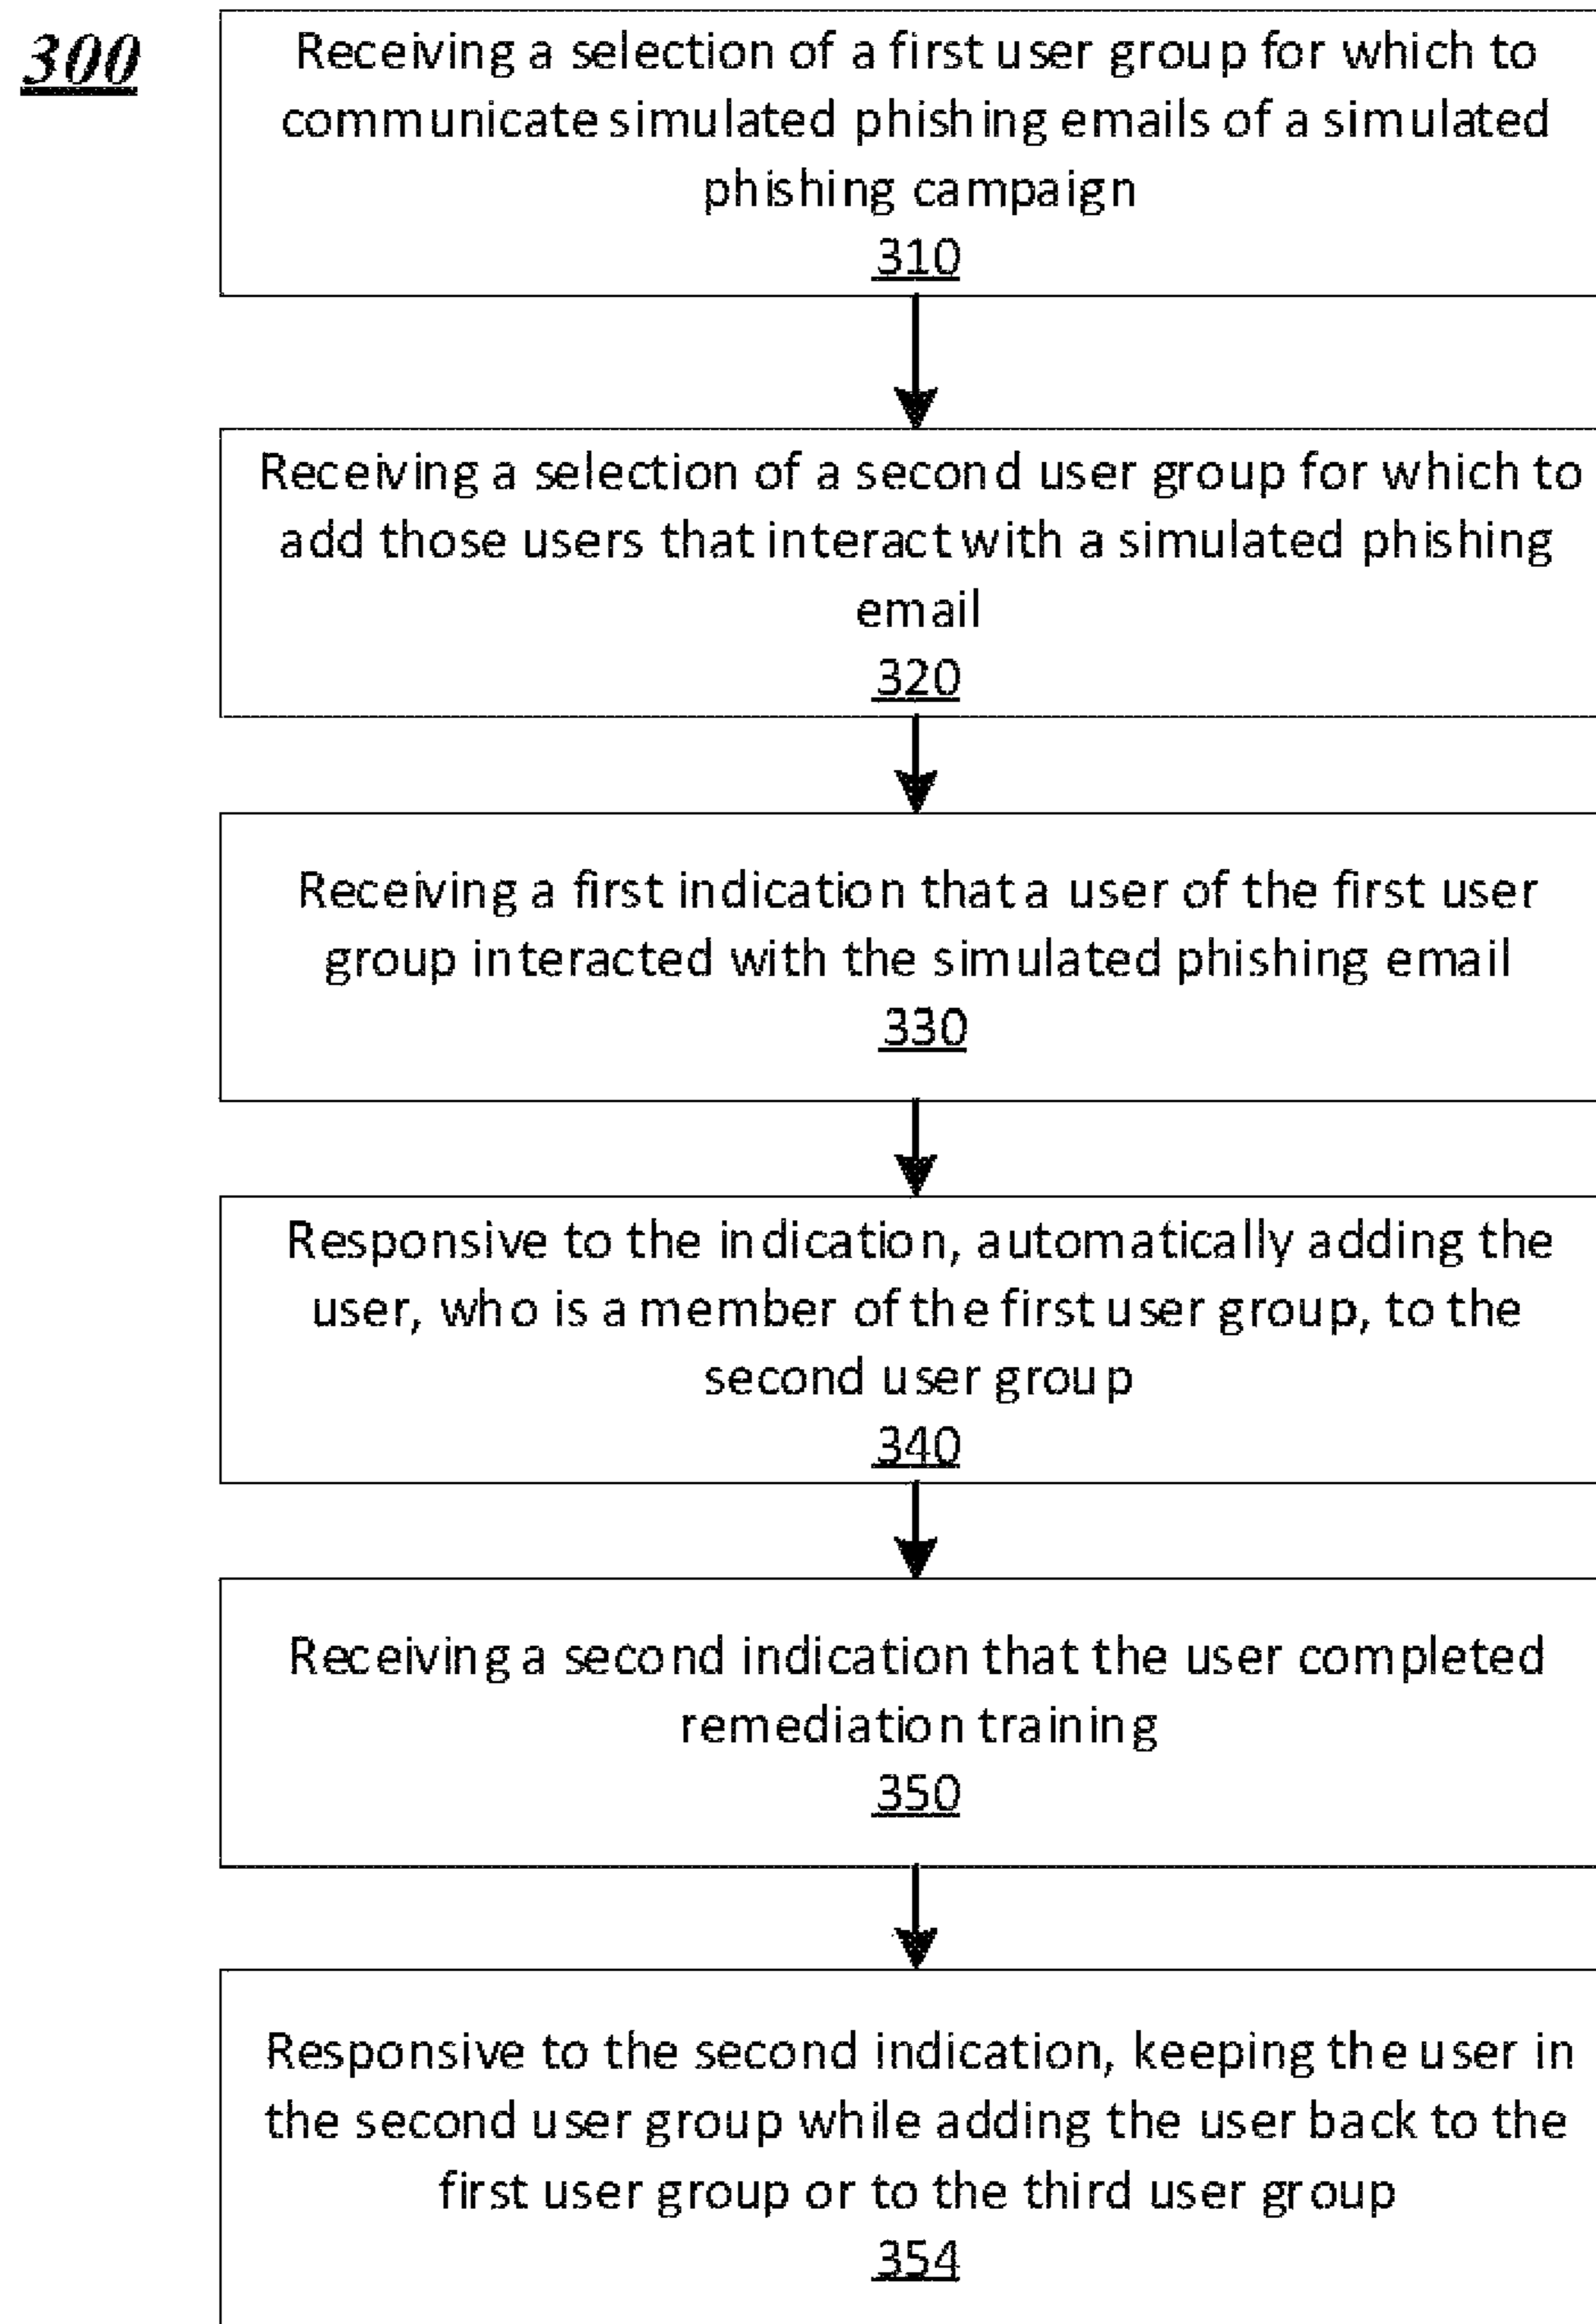 300
Receiving a selection of a first user group for which to
communicate simulated phishing emails of a simulated
phishing campaign
310
Receiving a selection of a second user group for which to
add those users that interact with a simulated phishing
email
320
Receiving a first indication that a user of the first user
group interacted with the simulated phishing email
330
Responsive to the indication, automatically adding the
user, who is a member of the first user group, to the
second user group
340
Receiving a second indication that the user completed
remediation training
350
Responsive to the second indication, keeping the user in
the second user group while adding the user back to the
first user group or to the third user group
354